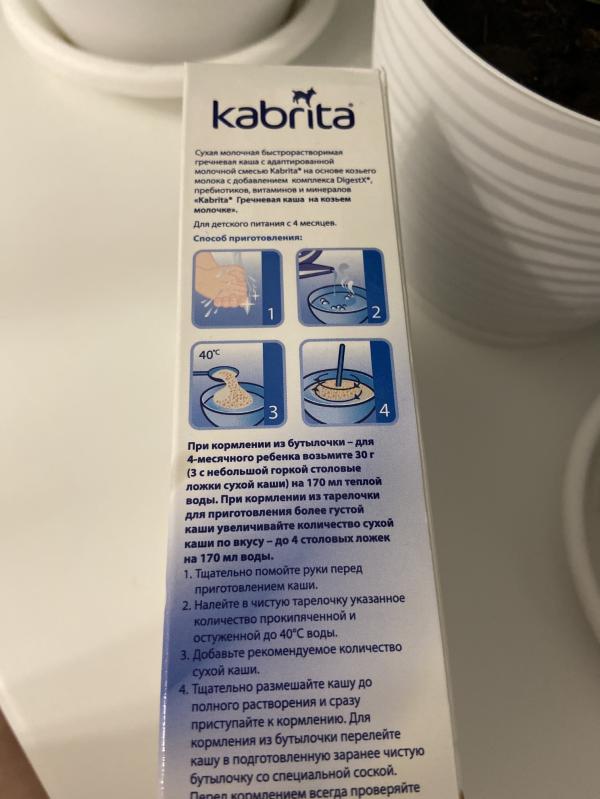 kabrita
Сухая молочная быстрорастворимая
гречневая каша с адаптированной
молочной смесью Kabrita® на основе козьего
молока с добавлением комплекса DigestX®,
пребиотиков, витаминов и минералов
«Kabrita® Гречневая каша на козьем
молочке».
Для детского питания с 4 месяцев.
Способ приготовления:
1
2
40°C
3
4
При кормлении из бутылочки – для
4-месячного ребенка возьмите 30 г
(3 с небольшой горкой столовые
ложки сухой каши) на 170 мл теплой
воды. При кормлении из тарелочки
для приготовления более густой
каши увеличивайте количество сухой
каши по вкусу – до 4 столовых ложек
на 170 мл воды.
1. Тщательно помойте руки перед
приготовлением каши.
2. Налейте в чистую тарелочку указанное
количество прокипяченной и
остуженной до 40°С воды.
3. Добавьте рекомендуемое количество
сухой каши.
4. Тщательно размешайте кашу до
полного растворения и сразу
приступайте к кормлению. Для
кормления из бутылочки перелейте
кашу в подготовленную заранее чистую
бутылочку со специальной соской.
Перед кормлением всегда проверяйте